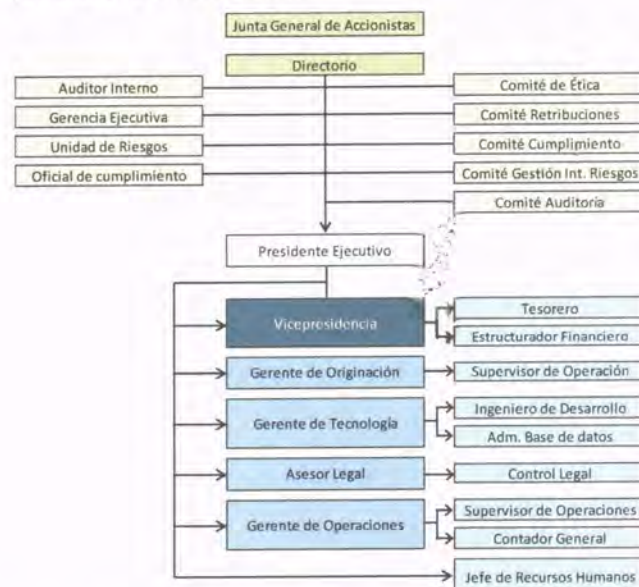 Junta General de Accionistas
Directorio
Auditor Interno
Comité de Ética
Gerencia Ejecutiva
Comité Retribuciones
Unidad de Riesgos
Comité Cumplimiento
Oficial de cumplimiento
Comité Gestión Int. Riesgos
Comité Auditoría
Presidente Ejecutivo
Vicepresidencia
Tesorero
Estructurador Financiero
Gerente de Originación
Supervisor de Operación
Gerente de Tecnología
Ingeniero de Desarrollo
Adm. Base de datos
Asesor Legal
Control Legal
Gerente de Operaciones
Supervisor de Operaciones
Contador General
Jefe de Recursos Humanos